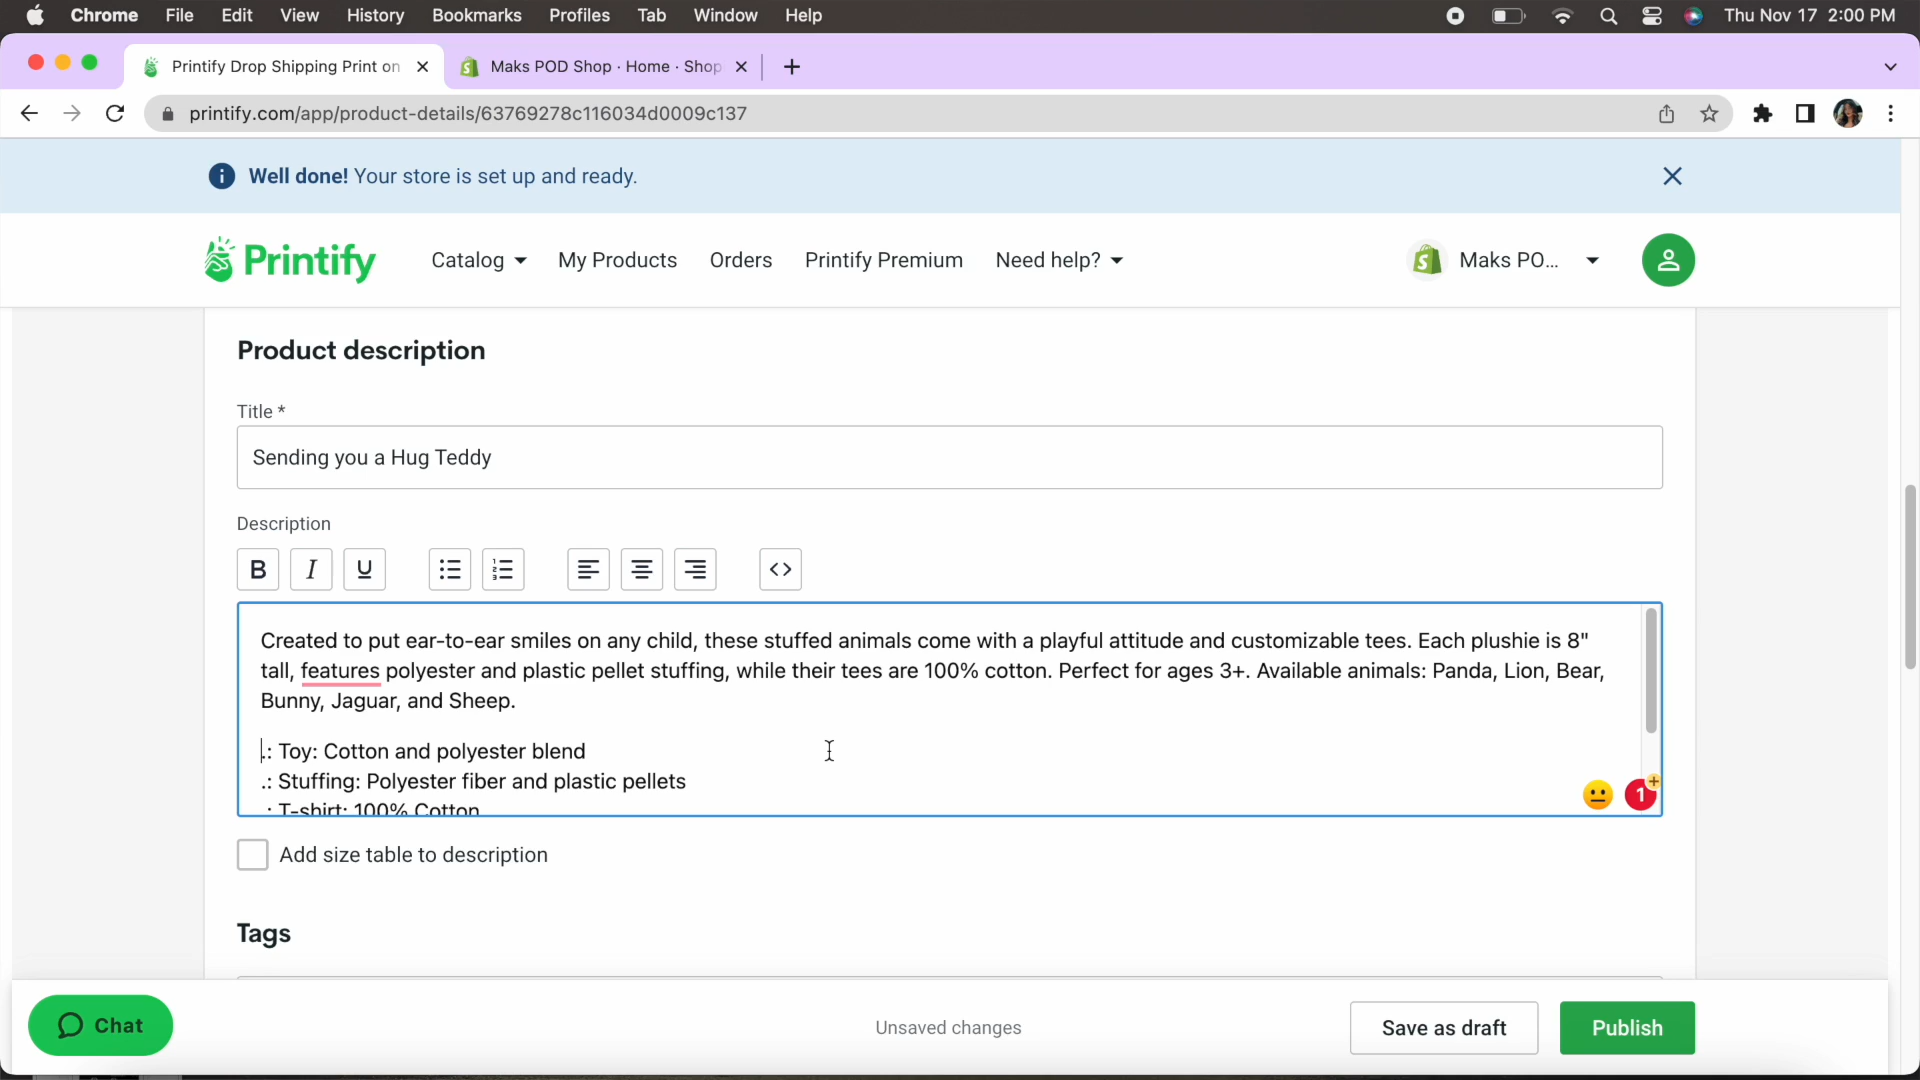 Chrome File Edit View History Bookmarks Profiles Tab Window Help Thu Nov 17 2:00 PM
Printify Drop Shipping Print on Maks POD Shop · Home · Shop
printify.com/app/product-details/63769278c116034d0009c137
Well done! Your store is set up and ready.
Printify Catalog My Products Orders Printify Premium Need help? Maks PO...
Product description
Title *
Sending you a Hug Teddy
Description
B I U
Created to put ear-to-ear smiles on any child, these stuffed animals come with a playful attitude and customizable tees. Each plushie is 8"
tall, features polyester and plastic pellet stuffing, while their tees are 100% cotton. Perfect for ages 3+. Available animals: Panda, Lion, Bear,
Bunny, Jaguar, and Sheep.
.: Toy: Cotton and polyester blend
.: Stuffing: Polyester fiber and plastic pellets
.: T-shirt: 100% Cotton
1
Add size table to description
Tags
Chat Unsaved changes Save as draft Publish